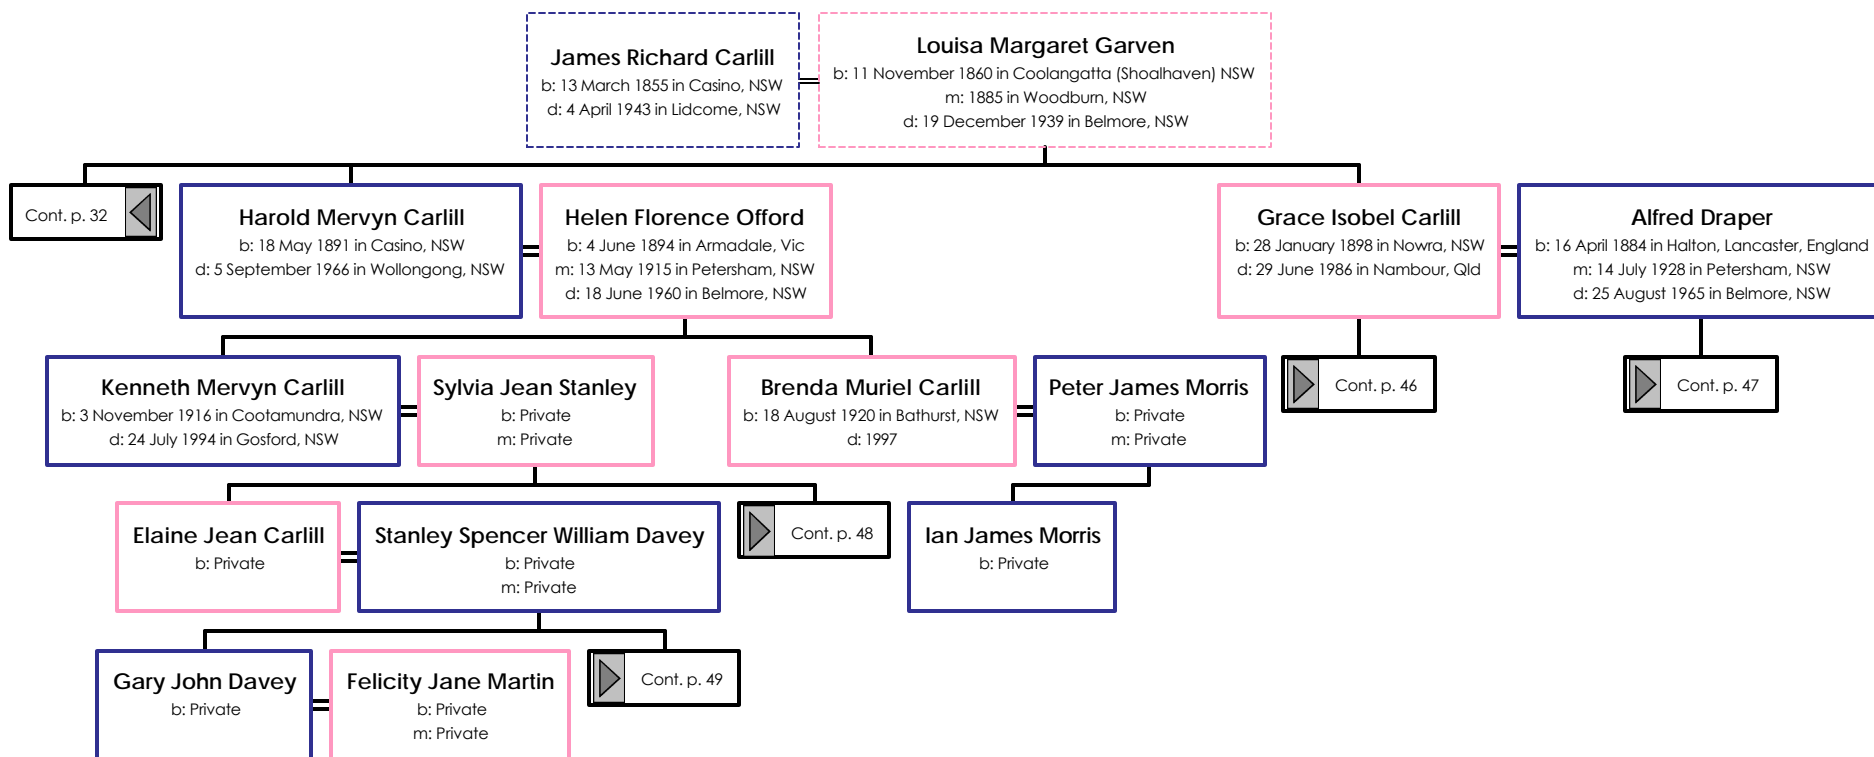 James Richard Carlill
b: 13 March 1855 in Casino, NSW
d: 4 April 1943 in Lidcome, NSW
Louisa Margaret Garven
b: 11 November 1860 in Coolangatta (Shoalhaven) NSW
m: 1885 in Woodburn, NSW
d: 19 December 1939 in Belmore, NSW
Cont. p. 32
Harold Mervyn Carlill
b: 18 May 1891 in Casino, NSW
d: 5 September 1966 in Wollongong, NSW
Helen Florence Offord
b: 4 June 1894 in Armadale, Vic
m: 13 May 1915 in Petersham, NSW
d: 18 June 1960 in Belmore, NSW
Grace Isobel Carlill
b: 28 January 1898 in Nowra, NSW
d: 29 June 1986 in Nambour, Qld
Alfred Draper
b: 16 April 1884 in Halton, Lancaster, England
m: 14 July 1928 in Petersham, NSW
d: 25 August 1965 in Belmore, NSW
Kenneth Mervyn Carlill
b: 3 November 1916 in Cootamundra, NSW
d: 24 July 1994 in Gosford, NSW
Sylvia Jean Stanley
b: Private
m: Private
Brenda Muriel Carlill
b: 18 August 1920 in Bathurst, NSW
d: 1997
Peter James Morris
b: Private
m: Private
Cont. p. 46
Cont. p. 47
Elaine Jean Carlill
b: Private
Stanley Spencer William Davey
b: Private
m: Private
Cont. p. 48
Ian James Morris
b: Private
Gary John Davey
b: Private
Felicity Jane Martin
b: Private
m: Private
Cont. p. 49